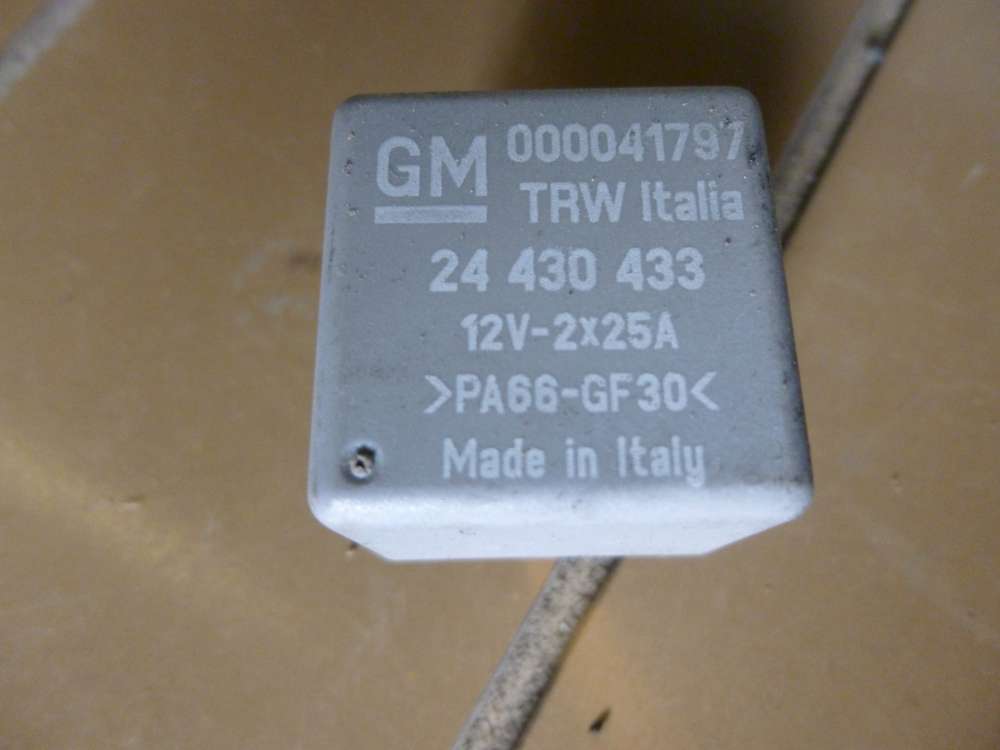 GM 000041797
TRW Italia
24 430 433
12V-2x25A
>PA66-GF30<
Made in Italy